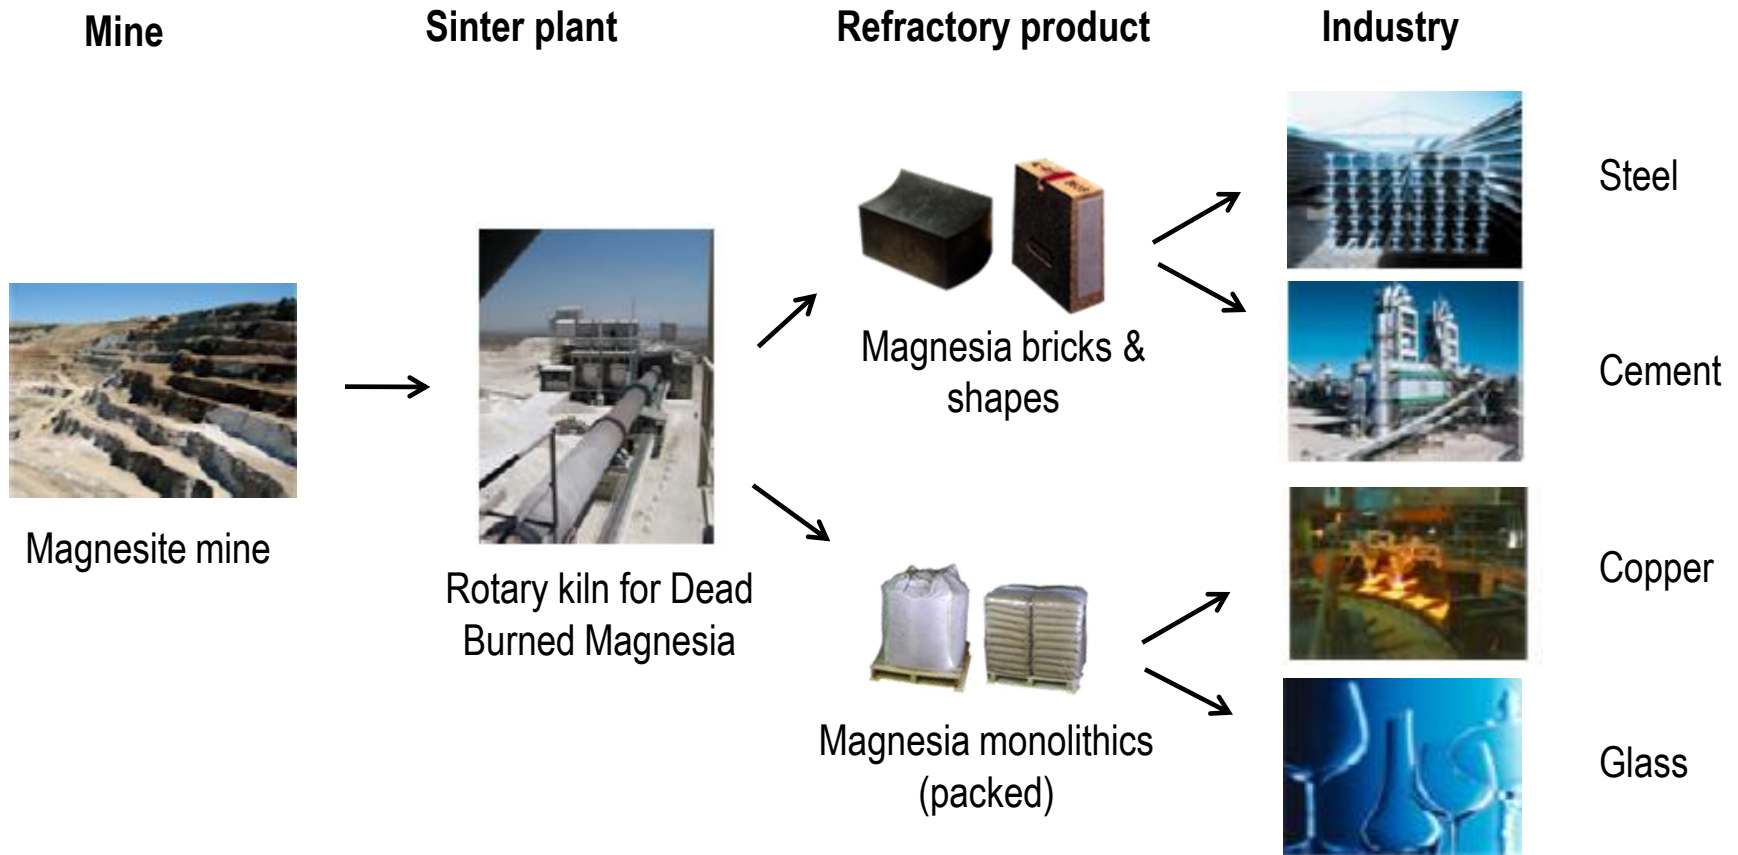 Mine
Sinter plant
Refractory product
Industry
Magnesite mine
Rotary kiln for Dead
Burned Magnesia
Magnesia bricks &
shapes
Magnesia monolithics
(packed)
Steel
Cement
Copper
Glass